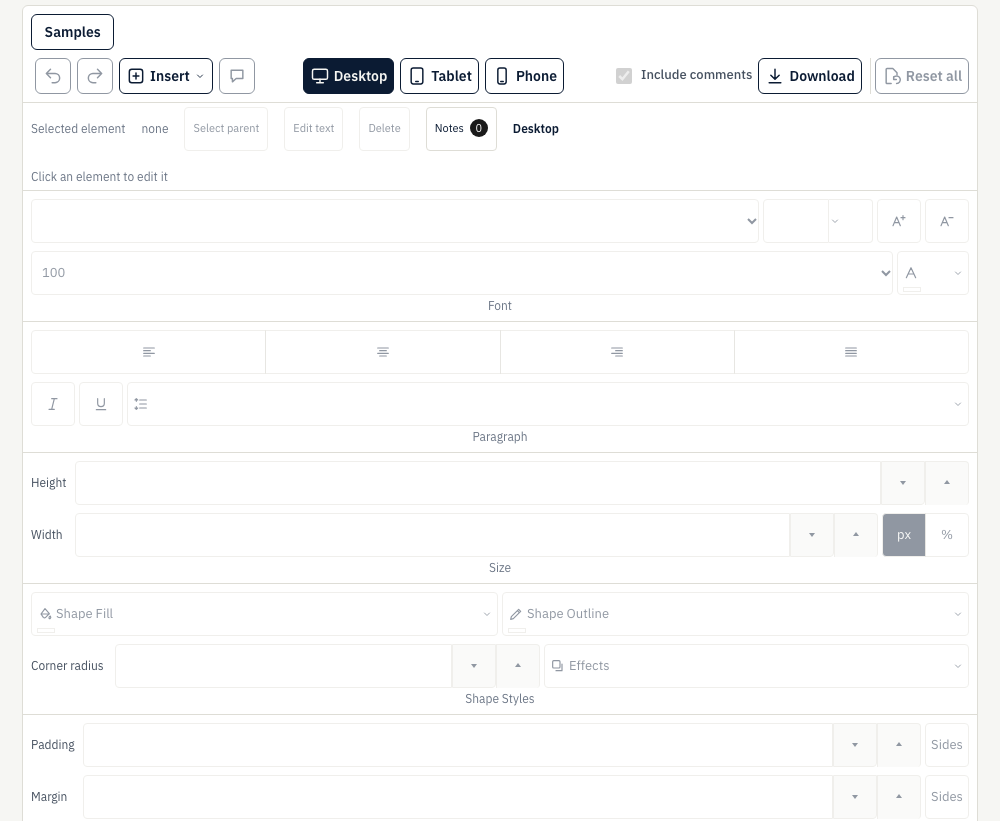 Samples
Insert
Desktop Tablet Phone
Include comments Download Reset all
Selected element none Select parent Edit text Delete Notes 0 Desktop
Click an element to edit it
A+ A-
100 A
Font
I U
Paragraph
Height
Width px %
Size
Shape Fill Shape Outline
Corner radius Effects
Shape Styles
Padding Sides
Margin Sides